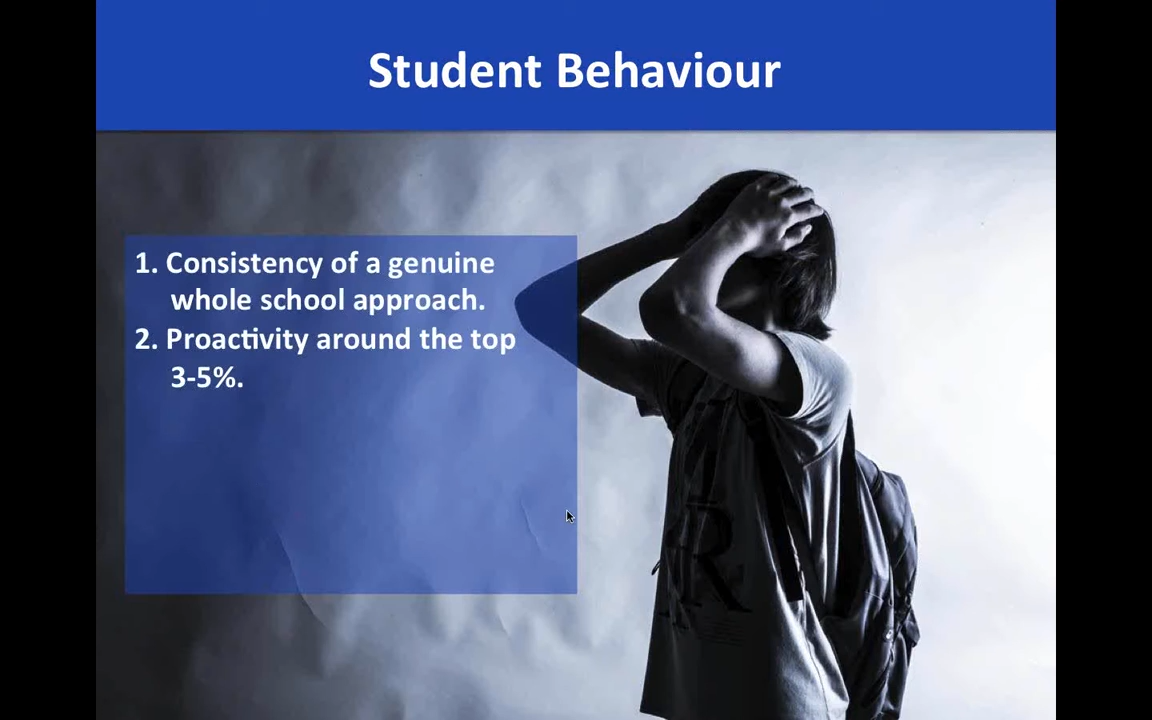 Student Behaviour
1. Consistency of a genuine
whole school approach.
2. Proactivity around the top
3-5%.